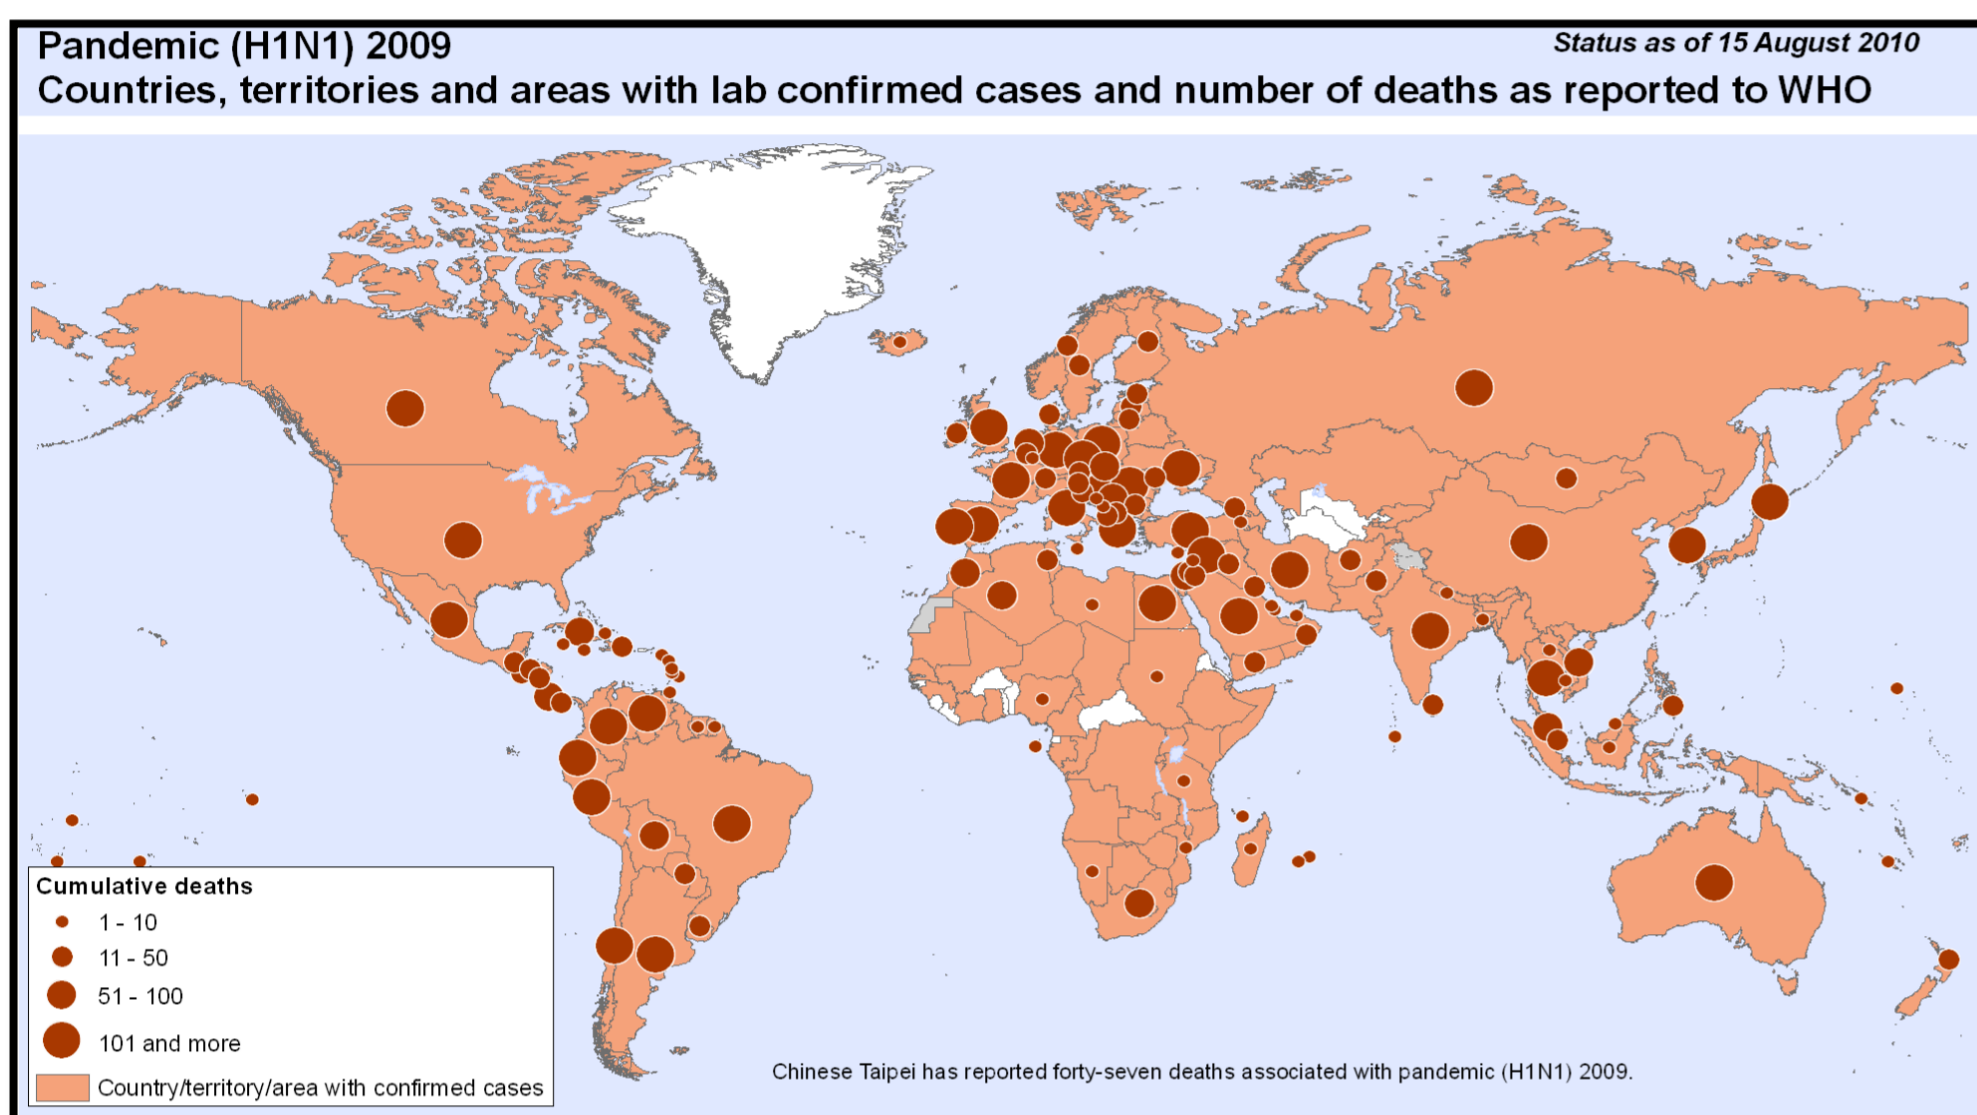 Pandemic (H1N1) 2009
Status as of 15 August 2010
Countries, territories and areas with lab confirmed cases and number of deaths as reported to WHO
Cumulative deaths
1 - 10
11 - 50
51 - 100
101 and more
Country/territory/area with confirmed cases
Chinese Taipei has reported forty-seven deaths associated with pandemic (H1N1) 2009.